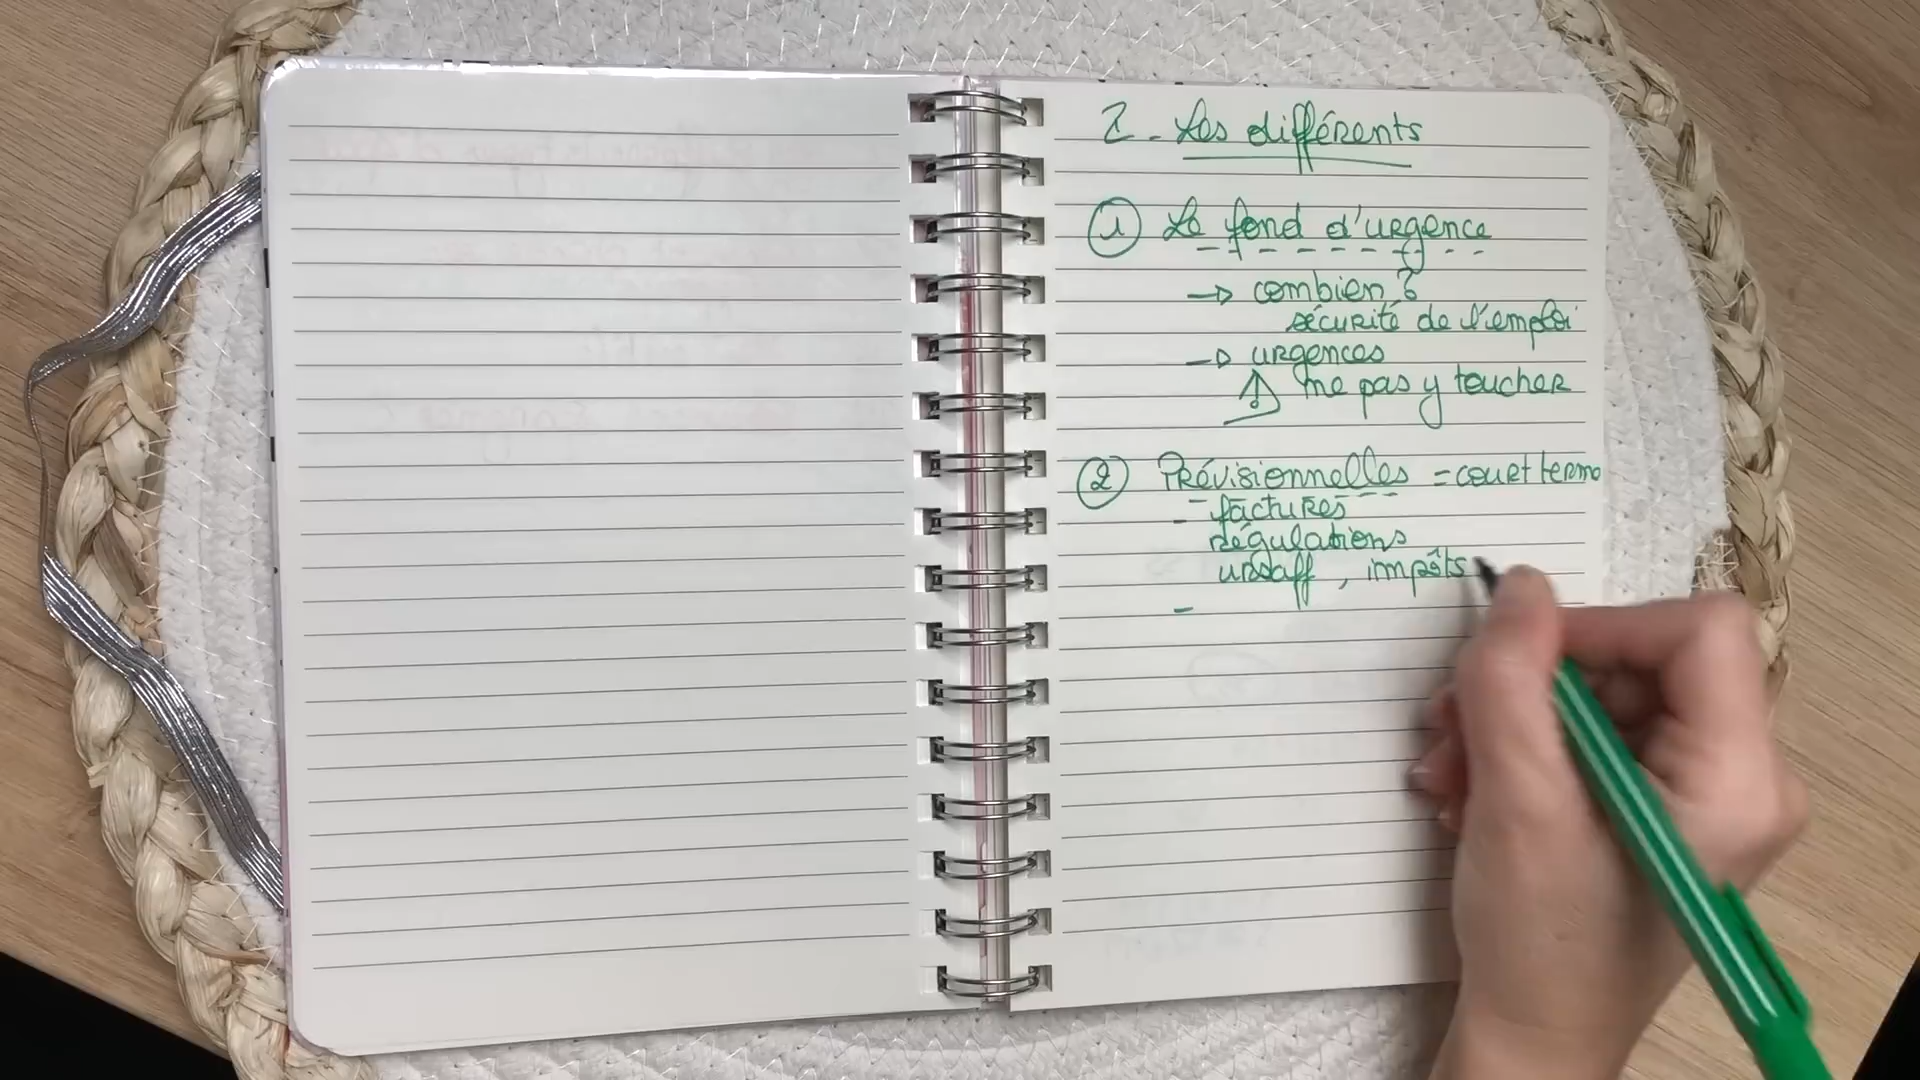 2 - Les différents
① Le fond d'urgence
→ combien ?
sécurité de l'emploi
→ urgences
⚠ ne pas y toucher
② Prévisionnelles = court terme
- factures
régulations
urssaff, impôts
-